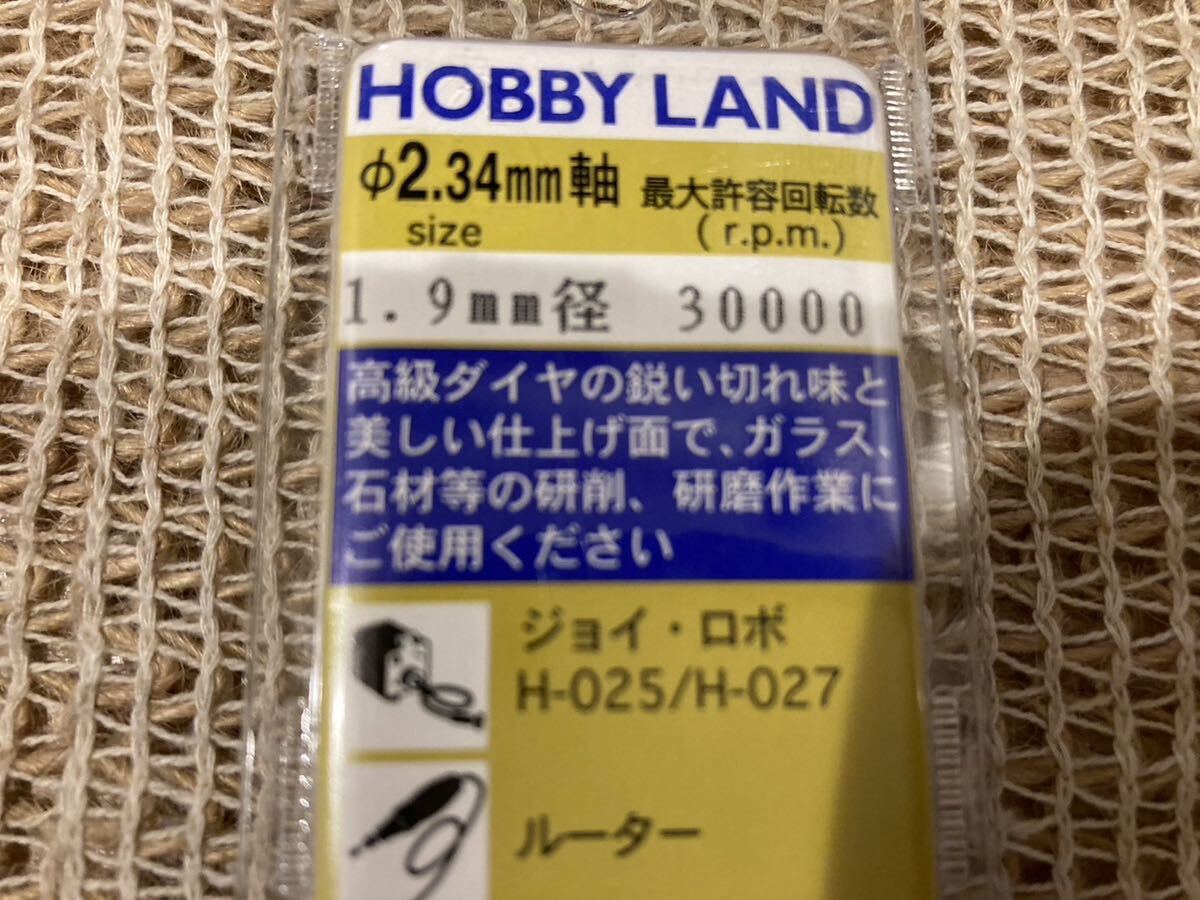 HOBBY LAND
φ2.34mm軸 最大許容回転数
size (r.p.m.)
1.9mm径 30000
高級ダイヤの鋭い切れ味と
美しい仕上げ面で、ガラス、
石材等の研削、研磨作業に
ご使用ください
ジョイ・ロボ
H-025/H-027
ルーター